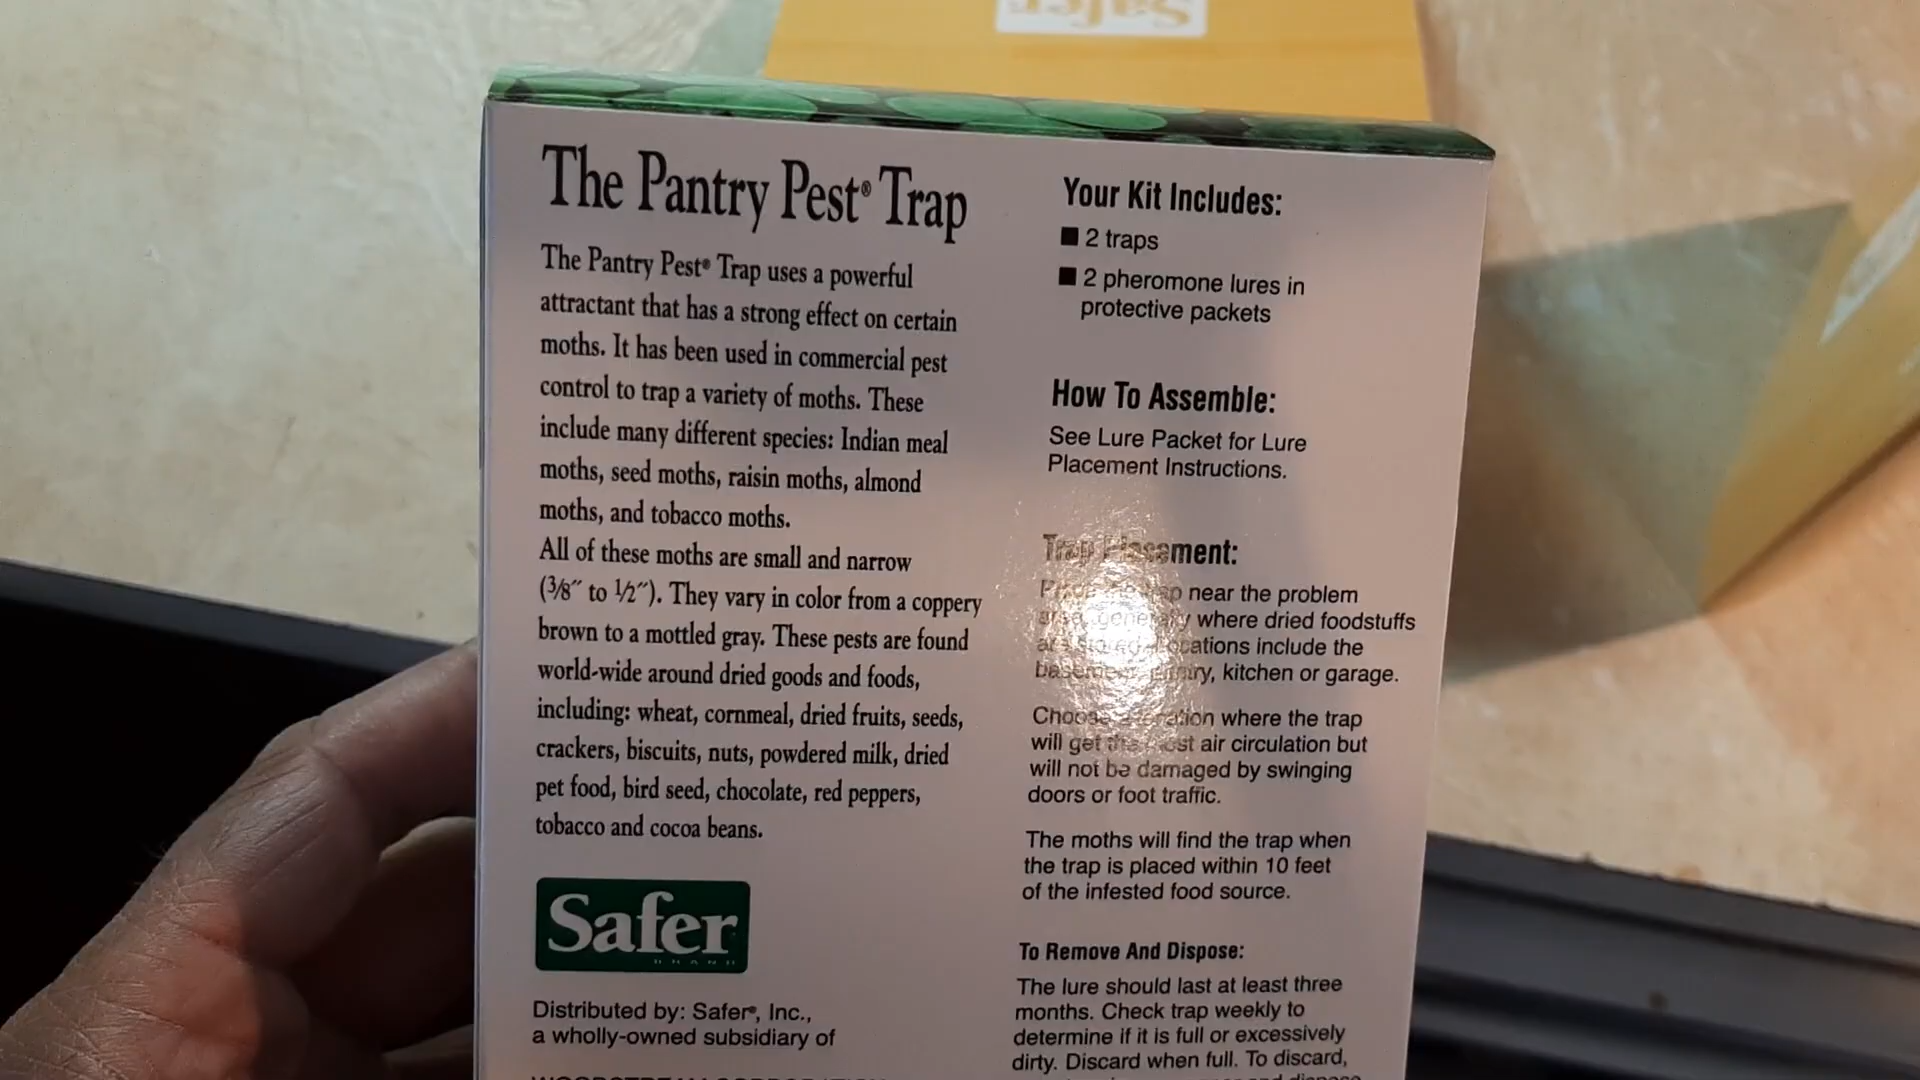 Safer
The Pantry Pest® Trap
The Pantry Pest® Trap uses a powerful
attractant that has a strong effect on certain
moths. It has been used in commercial pest
control to trap a variety of moths. These
include many different species: Indian meal
moths, seed moths, raisin moths, almond
moths, and tobacco moths.
All of these moths are small and narrow
(3/8″ to 1/2″). They vary in color from a coppery
brown to a mottled gray. These pests are found
world-wide around dried goods and foods,
including: wheat, cornmeal, dried fruits, seeds,
crackers, biscuits, nuts, powdered milk, dried
pet food, bird seed, chocolate, red peppers,
tobacco and cocoa beans.
Safer
BRAND
Distributed by: Safer®, Inc.,
a wholly-owned subsidiary of
WOODSTREAM CORPORATION
Your Kit Includes:
■ 2 traps
■ 2 pheromone lures in
protective packets
How To Assemble:
See Lure Packet for Lure
Placement Instructions.
Trap Placement:
near the problem
generally where dried foodstuffs
are stored. Locations include the
basement, pantry, kitchen or garage.
Choose a location where the trap
will get the most air circulation but
will not be damaged by swinging
doors or foot traffic.
The moths will find the trap when
the trap is placed within 10 feet
of the infested food source.
To Remove And Dispose:
The lure should last at least three
months. Check trap weekly to
determine if it is full or excessively
dirty. Discard when full. To discard,
and dispose